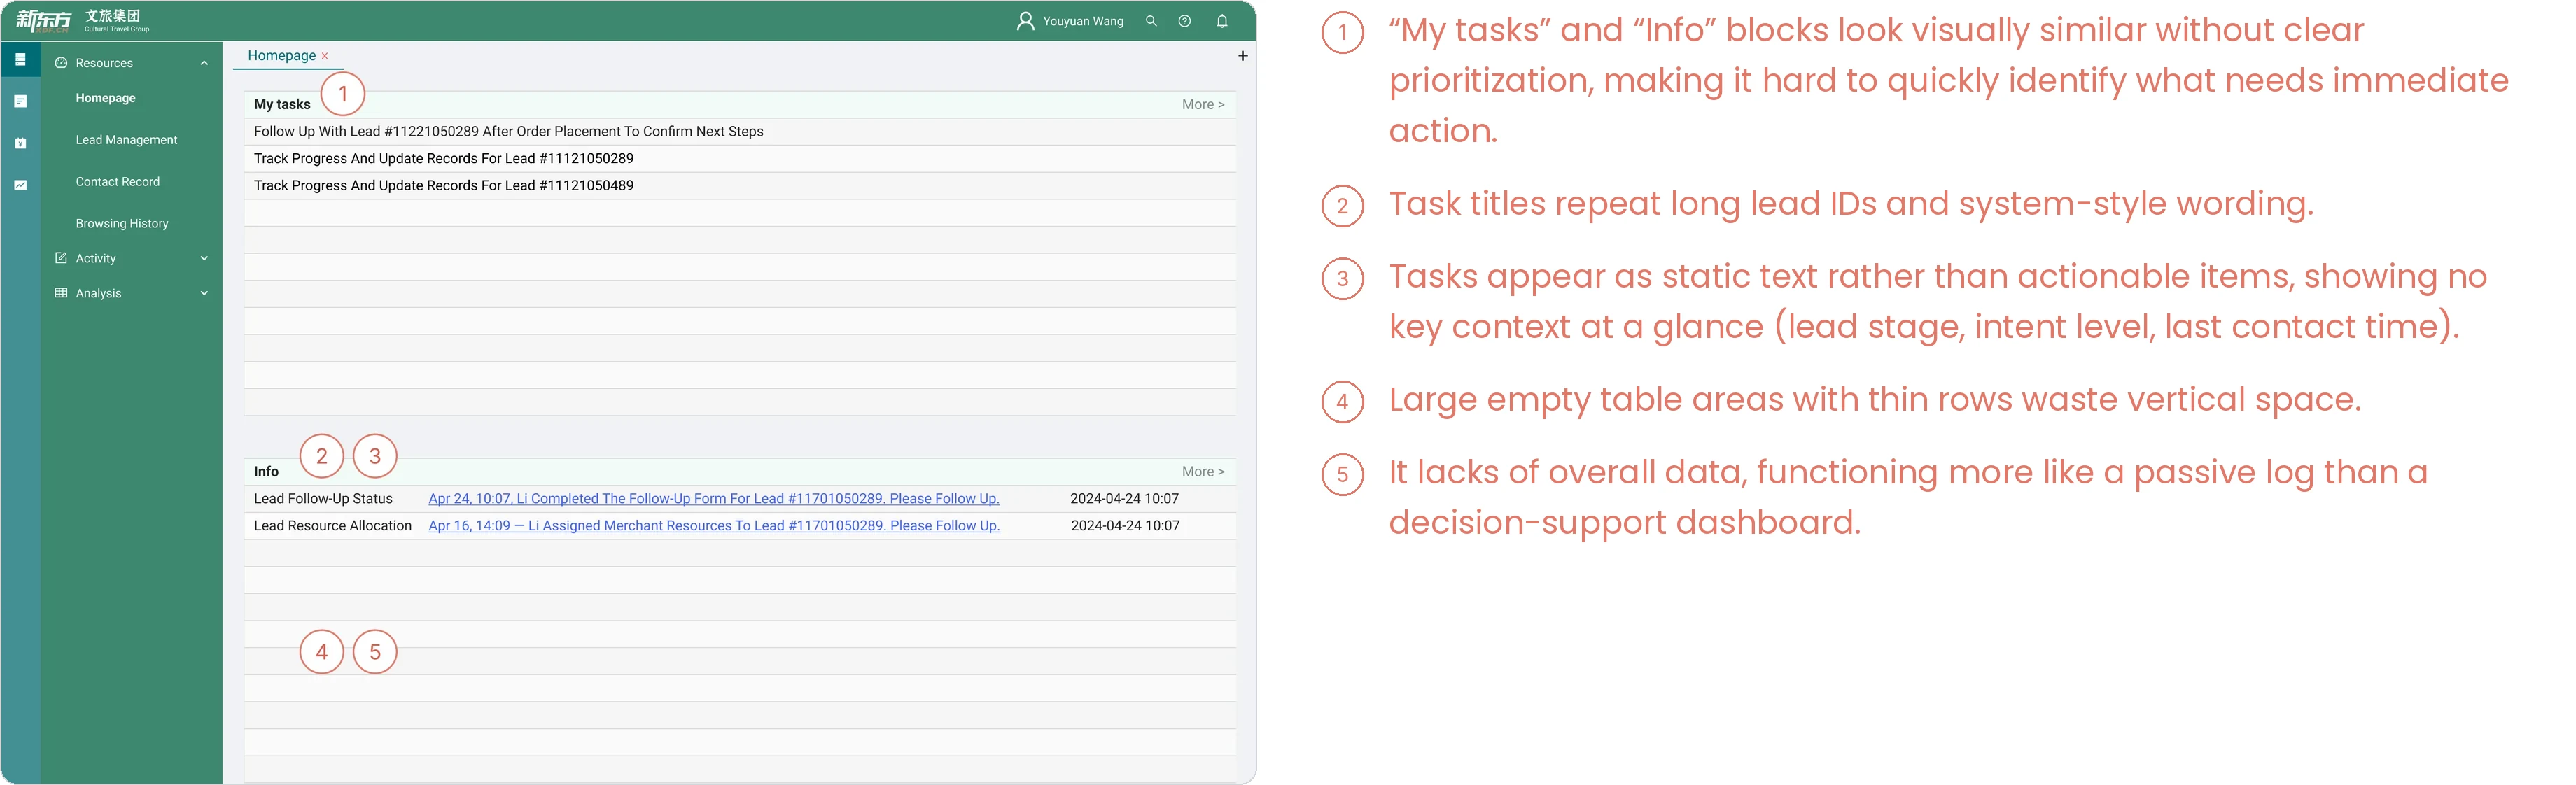 新东方
XDF.CN
文旅集团
Cultural Travel Group
Youyuan Wang
Resources
Homepage
Lead Management
Contact Record
Browsing History
Activity
Analysis
Homepage ×
+
My tasks
1
More >
Follow Up With Lead #11221050289 After Order Placement To Confirm Next Steps
Track Progress And Update Records For Lead #11121050289
Track Progress And Update Records For Lead #11121050489
2 3
Info
More >
Lead Follow-Up Status Apr 24, 10:07, Li Completed The Follow-Up Form For Lead #11701050289. Please Follow Up. 2024-04-24 10:07
Lead Resource Allocation Apr 16, 14:09 — Li Assigned Merchant Resources To Lead #11701050289. Please Follow Up. 2024-04-24 10:07
4 5
1 “My tasks” and “Info” blocks look visually similar without clear
prioritization, making it hard to quickly identify what needs immediate
action.
2 Task titles repeat long lead IDs and system-style wording.
3 Tasks appear as static text rather than actionable items, showing no
key context at a glance (lead stage, intent level, last contact time).
4 Large empty table areas with thin rows waste vertical space.
5 It lacks of overall data, functioning more like a passive log than a
decision-support dashboard.